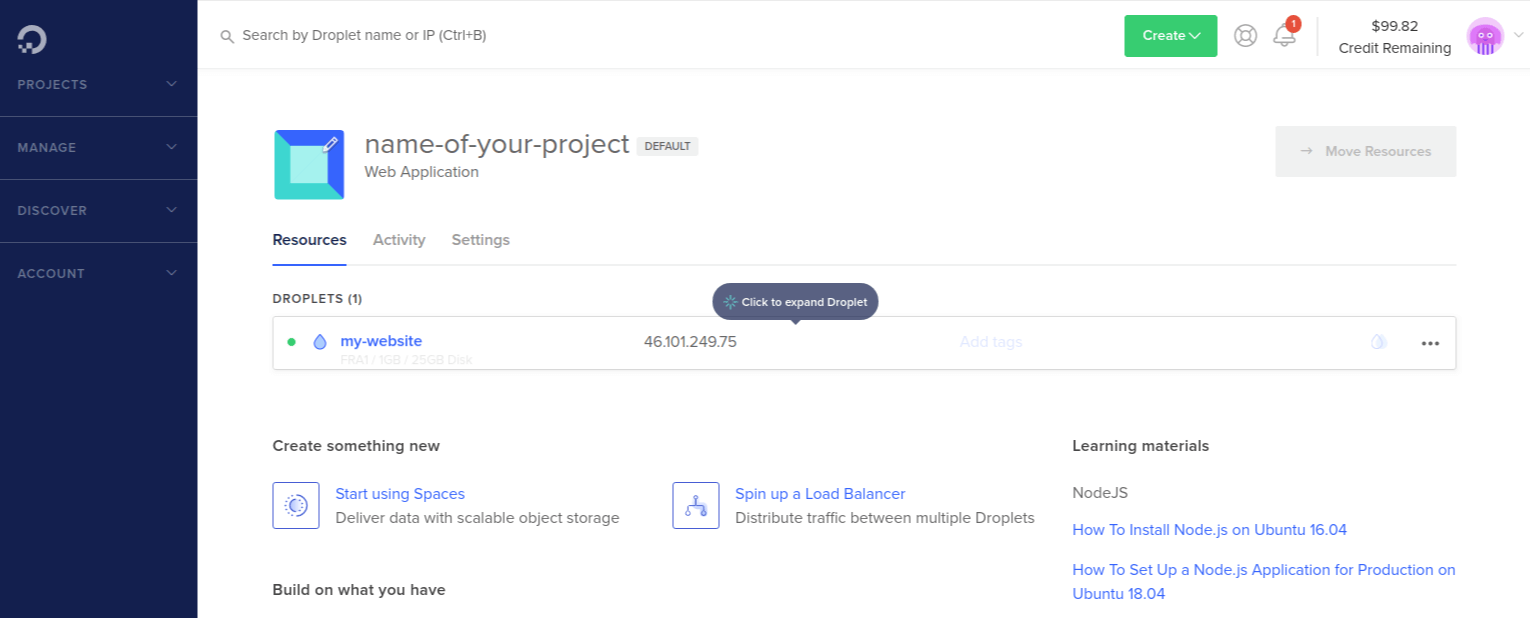 Search by Droplet name or IP (Ctrl+B)
Create
1
$99.82
Credit Remaining
PROJECTS
MANAGE
DISCOVER
ACCOUNT
name-of-your-project DEFAULT
Web Application
Move Resources
Resources Activity Settings
DROPLETS (1)
Click to expand Droplet
my-website 46.101.249.75 Add tags
FRA1 / 1GB / 25GB Disk
Create something new
Start using Spaces
Deliver data with scalable object storage
Spin up a Load Balancer
Distribute traffic between multiple Droplets
Build on what you have
Learning materials
NodeJS
How To Install Node.js on Ubuntu 16.04
How To Set Up a Node.js Application for Production on
Ubuntu 18.04